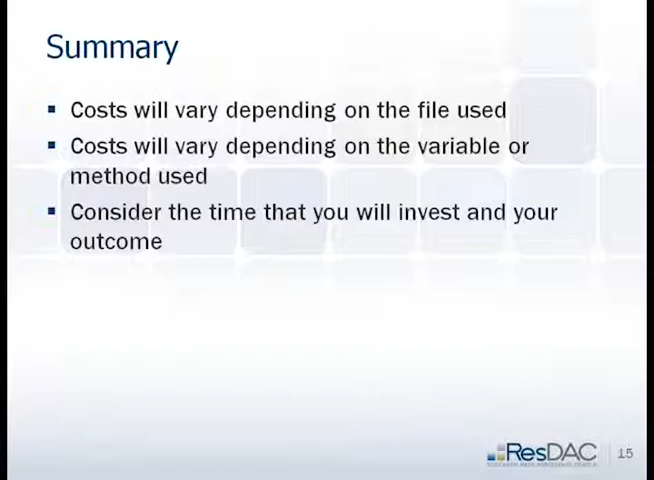 Summary
Costs will vary depending on the file used
Costs will vary depending on the variable or
method used
Consider the time that you will invest and your
outcome
ResDAC
15